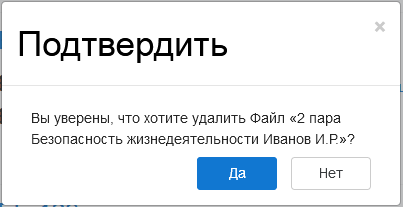 Подтвердить
×
Вы уверены, что хотите удалить Файл «2 пара
Безопасность жизнедеятельности Иванов И.Р.»?
Да
Нет